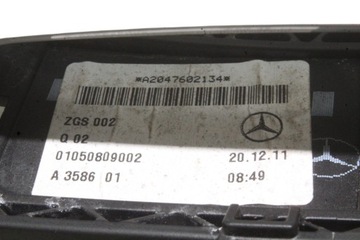 *A2047602134*
ZGS 002
Q 02
01050809002 20.12.11
A 3586 01 08:49